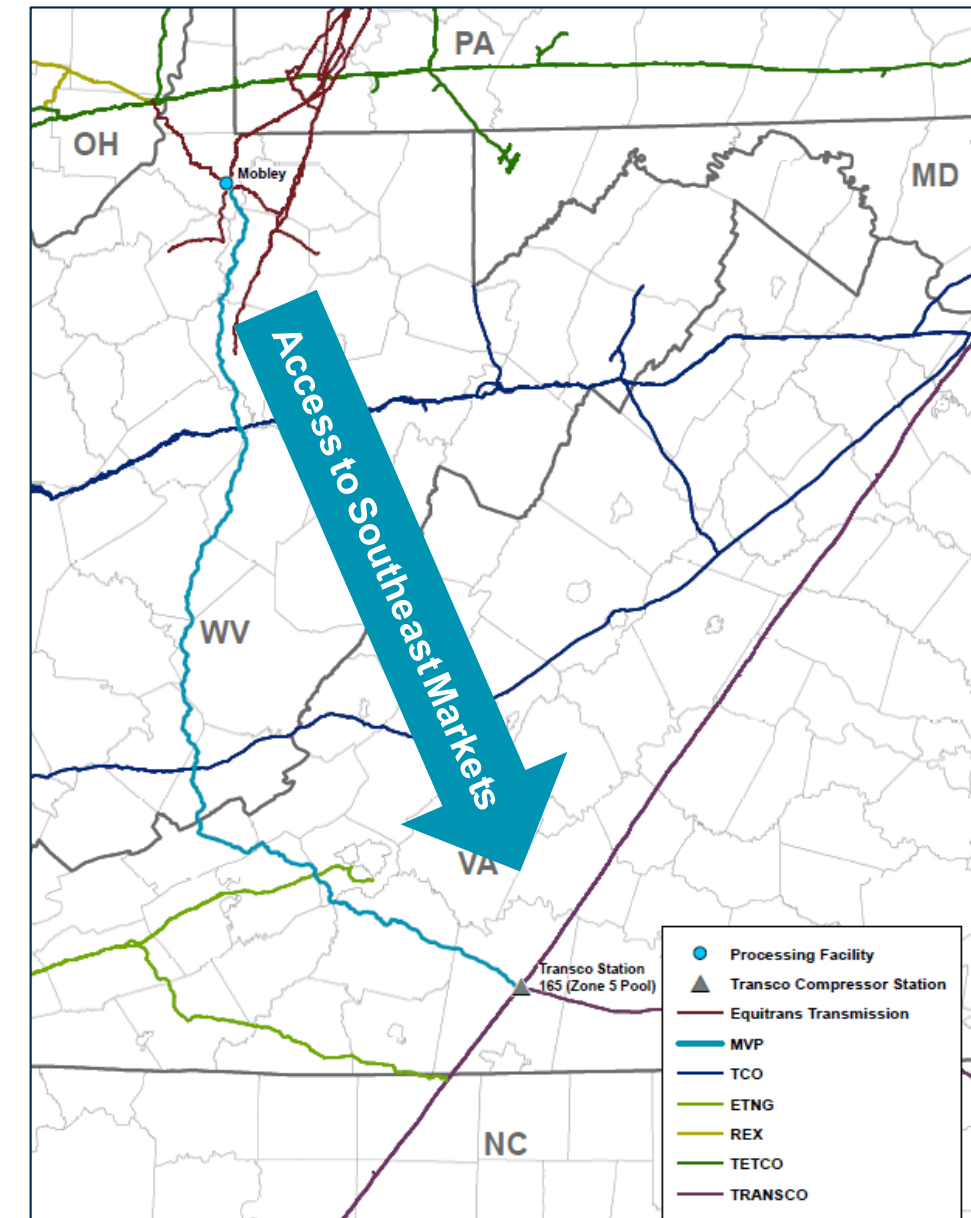 PA
OH
Mobley
MD
Access to Southeast Markets
WV
VA
Transco Station
165 (Zone 5 Pool)
NC
Processing Facility
Transco Compressor Station
Equitrans Transmission
MVP
TCO
ETNG
REX
TETCO
TRANSCO